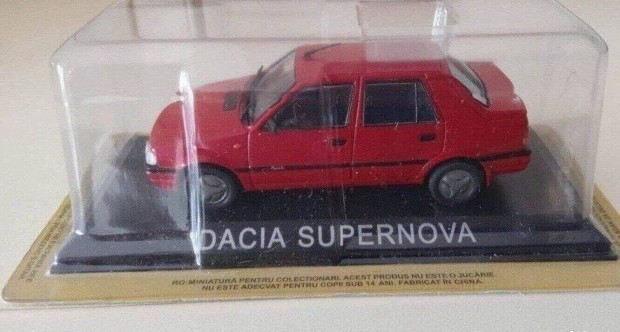 DACIA SUPERNOVA
RO-MINIATURĂ PENTRU COLECȚIONARI. ACEST PRODUS NU ESTE O JUCĂRIE.
NU ESTE ADECVAT PENTRU COPII SUB 14 ANI. FABRICAT ÎN CHINA.